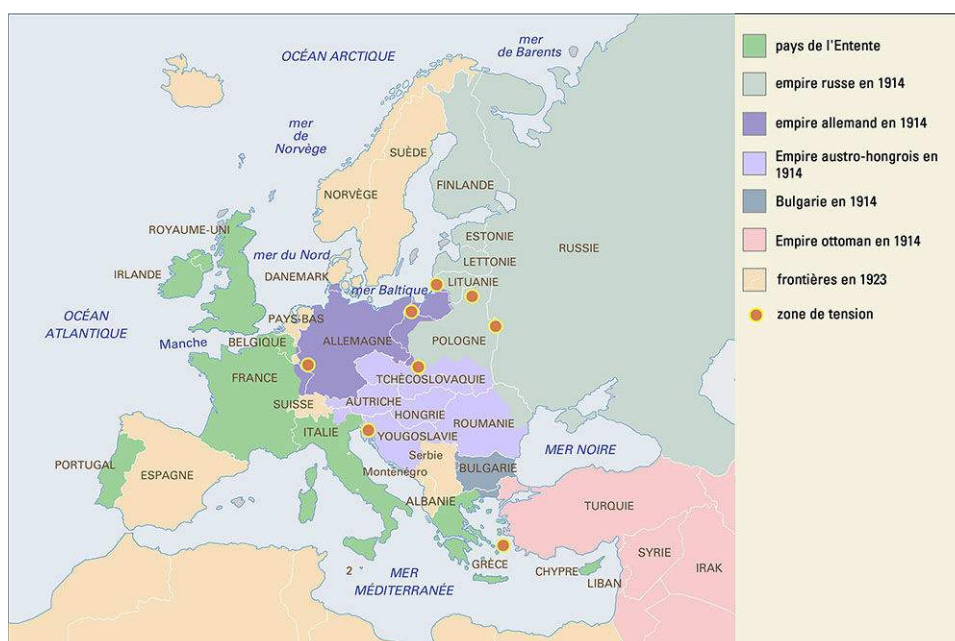 OCÉAN ARCTIQUE
mer
de Barents
mer
de
Norvège
SUÈDE
NORVÈGE
FINLANDE
ROYAUME-UNI
ESTONIE
RUSSIE
mer du Nord
LETTONIE
IRLANDE
DANEMARK
LITUANIE
mer Baltique
OCÉAN
ATLANTIQUE
PAYS-BAS
Manche
BELGIQUE
ALLEMAGNE
POLOGNE
FRANCE
TCHÉCOSLOVAQUIE
SUISSE
AUTRICHE
HONGRIE
ROUMANIE
ITALIE
YOUGOSLAVIE
MER NOIRE
Serbie
PORTUGAL
ESPAGNE
Monténégro
BULGARIE
ALBANIE
TURQUIE
SYRIE
GRÈCE
CHYPRE
IRAK
LIBAN
2
MER
MÉDITERRANÉE
pays de l'Entente
empire russe en 1914
empire allemand en 1914
Empire austro-hongrois en
1914
Bulgarie en 1914
Empire ottoman en 1914
frontières en 1923
zone de tension